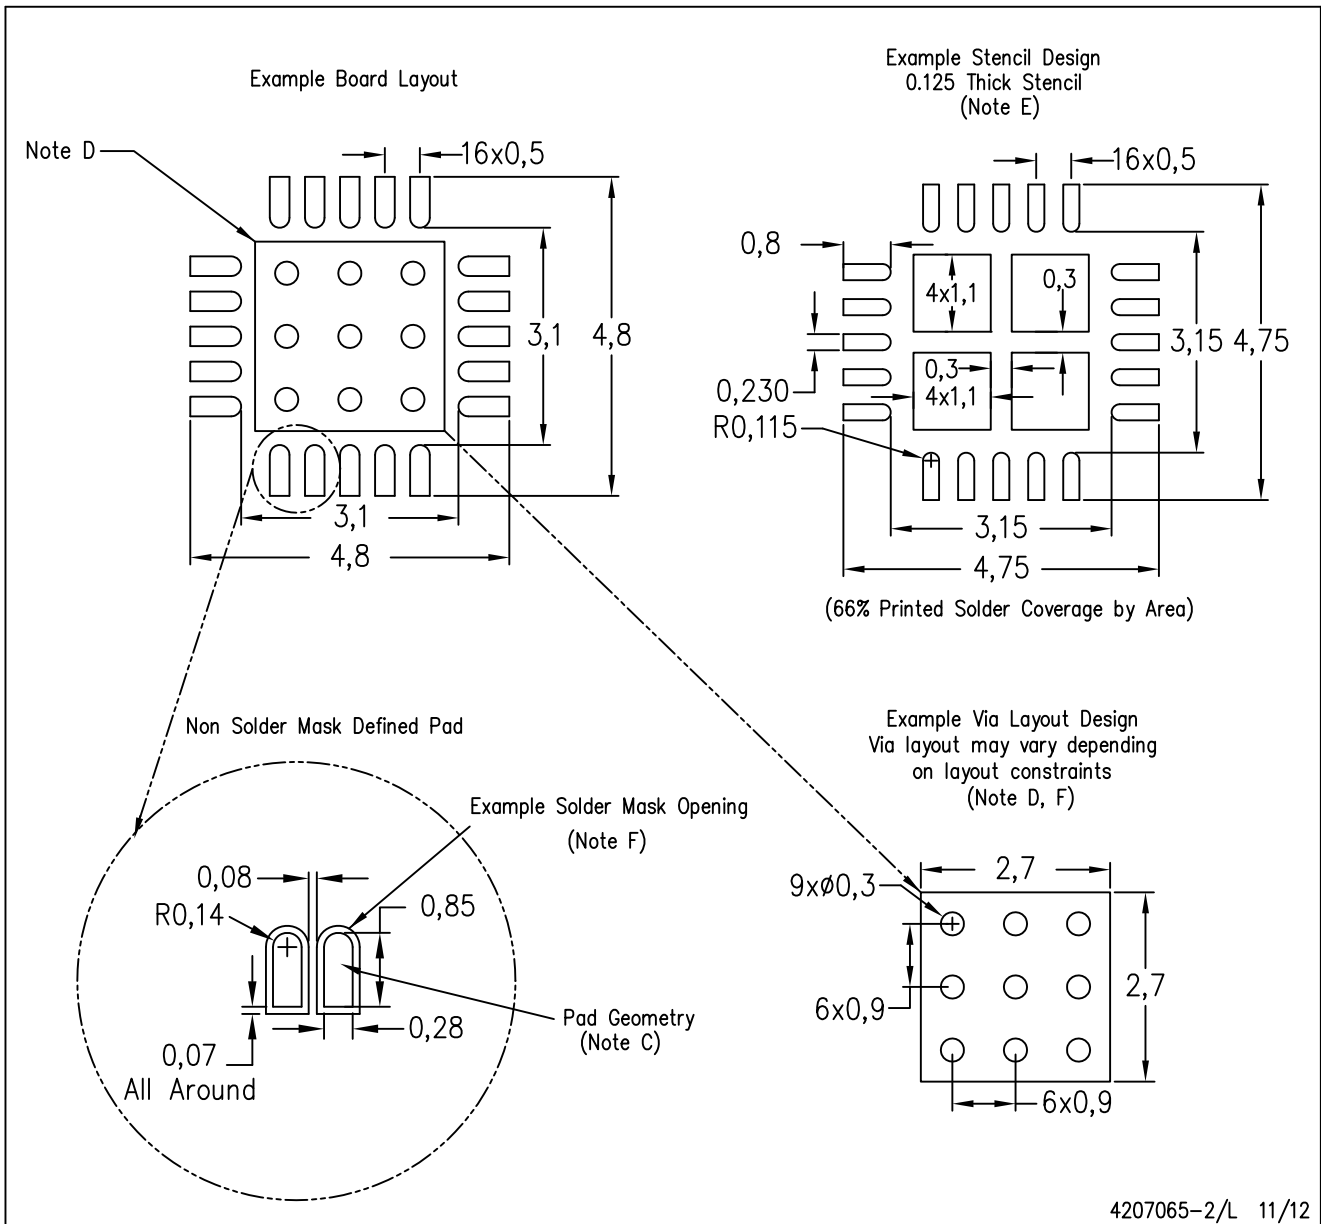 Example Board Layout
Note D
16x0,5
3,1
4,8
3,1
4,8
Example Stencil Design
0.125 Thick Stencil
(Note E)
16x0,5
0,8
4x1,1
0,3
3,15
4,75
0,3
4x1,1
0,230
R0,115
3,15
4,75
(66% Printed Solder Coverage by Area)
Non Solder Mask Defined Pad
Example Solder Mask Opening
(Note F)
0,08
R0,14
0,85
0,28
Pad Geometry
(Note C)
0,07
All Around
Example Via Layout Design
Via layout may vary depending
on layout constraints
(Note D, F)
2,7
9xø0,3
6x0,9
2,7
6x0,9
4207065-2/L 11/12